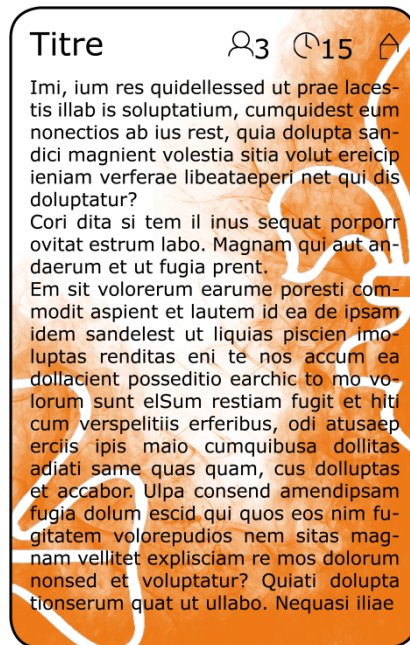 Titre 3 15
Imi, ium res quidellessed ut prae laces-
tis illab is soluptatium, cumquidest eum
nonectios ab ius rest, quia dolupta san-
dici magnient volestia sitia volut ereicip
ieniam verferae libeataeperi net qui dis
doluptatur?
Cori dita si tem il inus sequat porporr
ovitat estrum labo. Magnam qui aut an-
daerum et ut fugia prent.
Em sit volorerum earume poresti com-
modit aspient et lautem id ea de ipsam
idem sandelest ut liquias piscien imo-
luptas renditas eni te nos accum ea
dollacient posseditio earchic to mo vo-
lorum sunt elSum restiam fugit et hiti
cum verspelitiis erferibus, odi atusaep
erciis ipis maio cumquibusa dollitas
adiati same quas quam, cus dolluptas
et accabor. Ulpa consend amendipsam
fugia dolum escid qui quos eos nim fu-
gitatem volorepudios nem sitas mag-
nam vellitet explisciam re mos dolorum
nonsed et voluptatur? Quiati dolupta
tionserum quat ut ullabo. Nequasi iliae